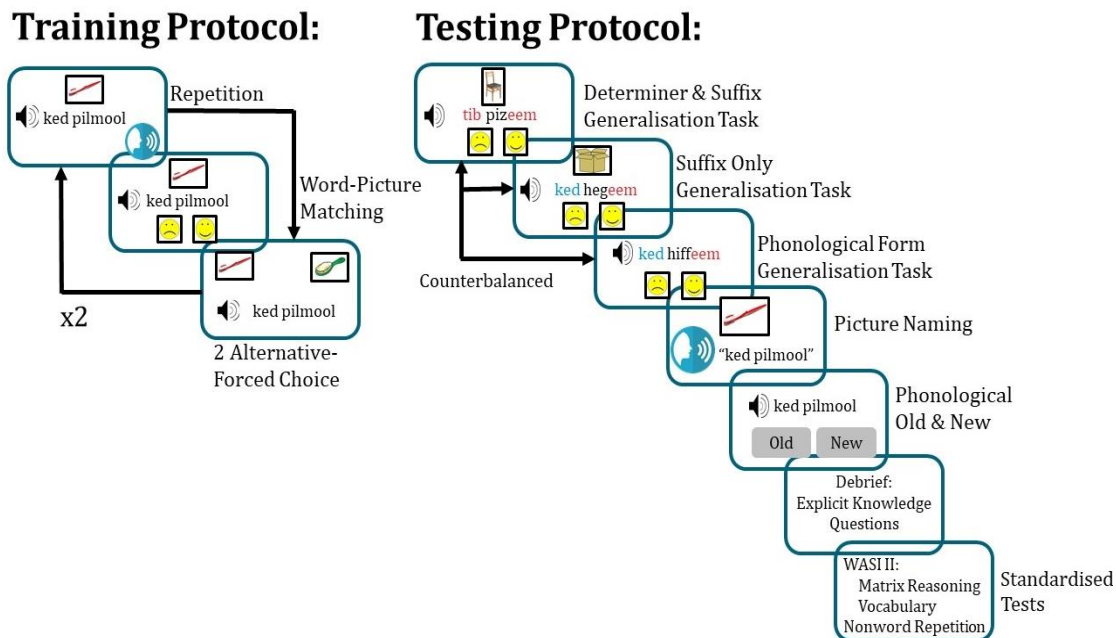 Training Protocol:
ked pilmool
Repetition
ked pilmool
Word-Picture
Matching
ked pilmool
x2
2 Alternative-
Forced Choice
Testing Protocol:
tib pizeem
Determiner & Suffix
Generalisation Task
ked hegeem
Suffix Only
Generalisation Task
ked hiffeem
Phonological Form
Generalisation Task
Counterbalanced
"ked pilmool"
Picture Naming
ked pilmool
Old
New
Phonological
Old & New
Debrief:
Explicit Knowledge
Questions
WASI II:
Matrix Reasoning
Vocabulary
Nonword Repetition
Standardised
Tests